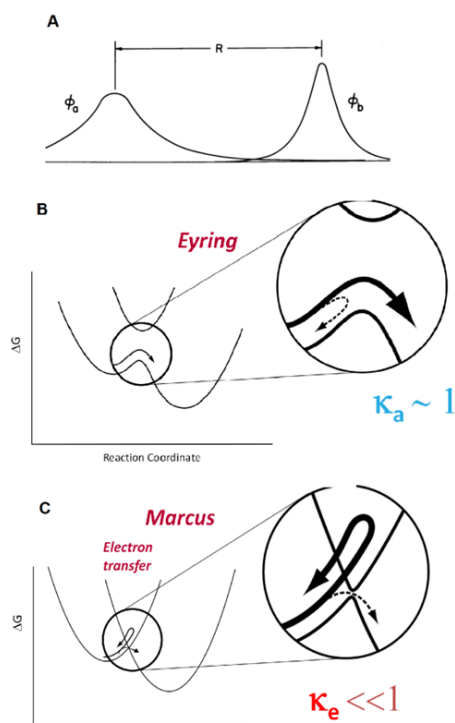 A
R
ϕa
ϕb
B
Eyring
ΔG
κa ~ 1
Reaction Coordinate
C
Marcus
Electron
transfer
ΔG
κe <<1